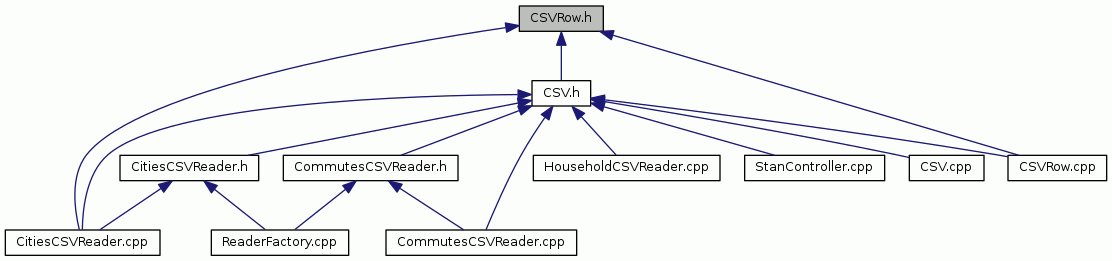 CSVRow.h
CSV.h
CitiesCSVReader.h
CommutesCSVReader.h
HouseholdCSVReader.cpp
StanController.cpp
CSV.cpp
CSVRow.cpp
CitiesCSVReader.cpp
ReaderFactory.cpp
CommutesCSVReader.cpp